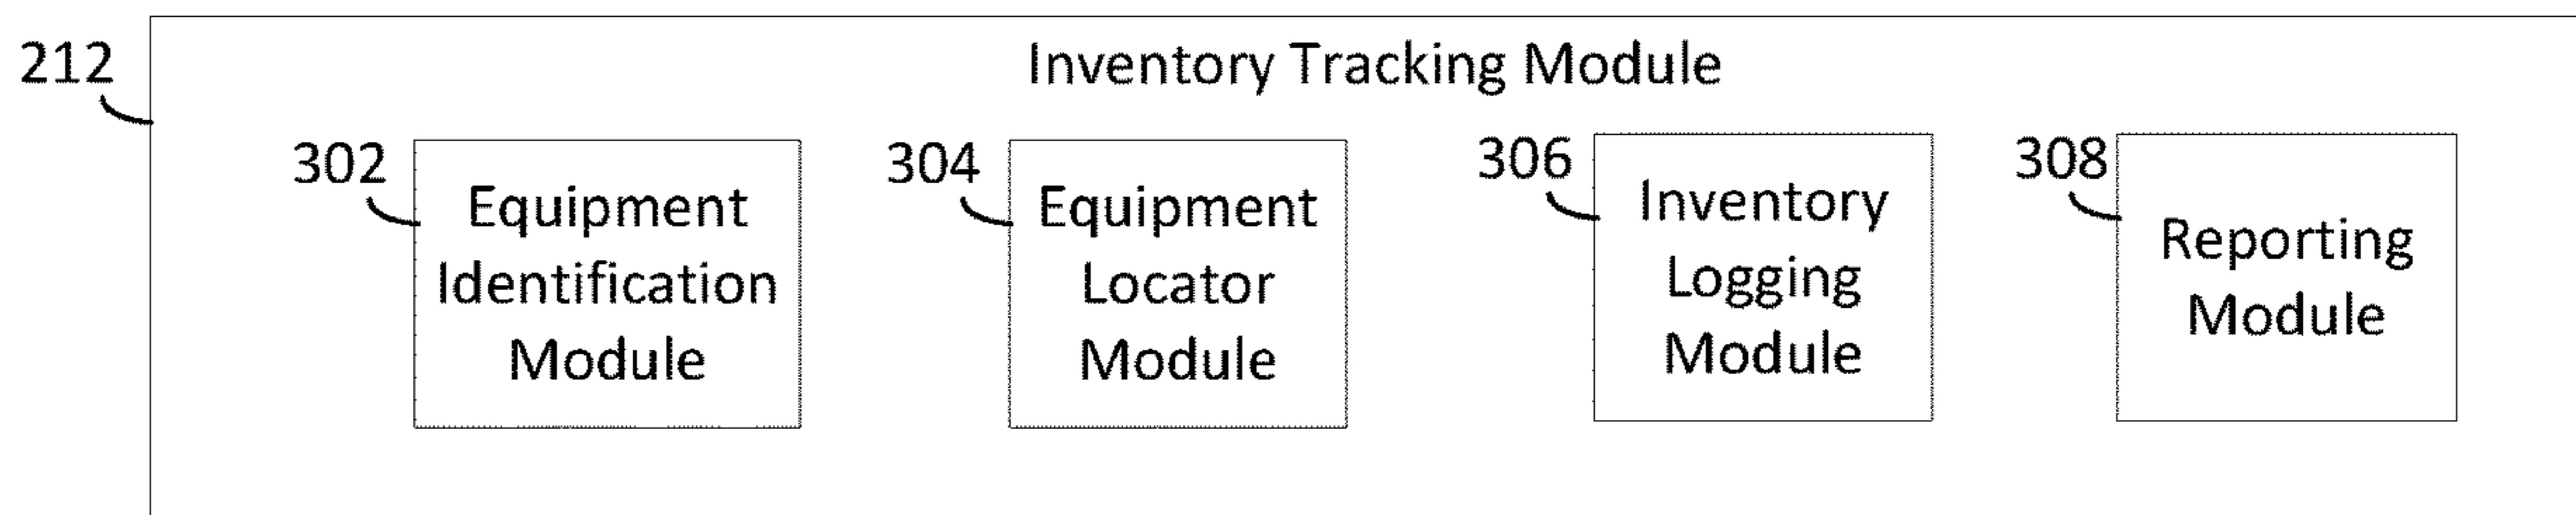 212
Inventory Tracking Module
302
Equipment
Identification
Module
304
Equipment
Locator
Module
306
Inventory
Logging
Module
308
Reporting
Module